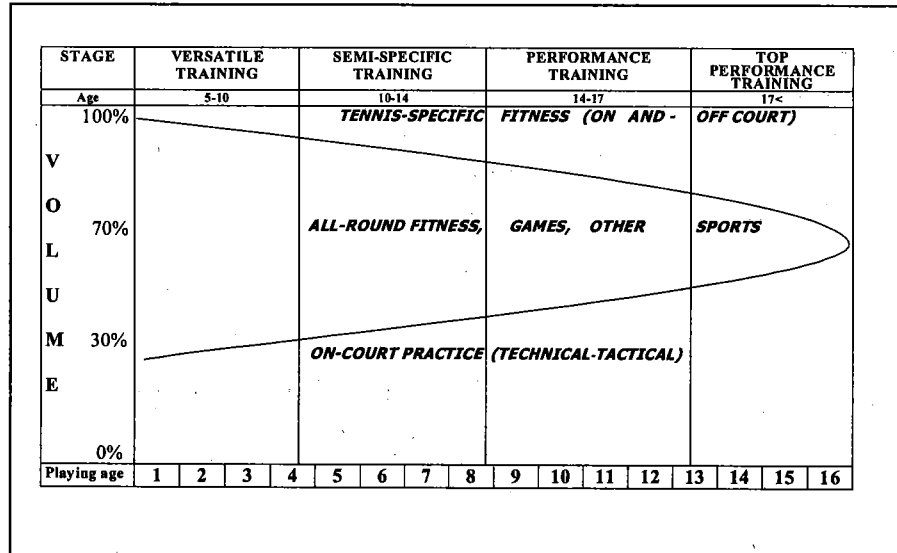 STAGE VERSATILE TRAINING SEMI-SPECIFIC TRAINING PERFORMANCE TRAINING TOP PERFORMANCE TRAINING
Age 5-10 10-14 14-17 17<
100% TENNIS-SPECIFIC FITNESS (ON AND - OFF COURT)
V
O
70% ALL-ROUND FITNESS, GAMES, OTHER SPORTS
L
U
M 30%
ON-COURT PRACTICE (TECHNICAL-TACTICAL)
E
0%
Playing age 1 2 3 4 5 6 7 8 9 10 11 12 13 14 15 16